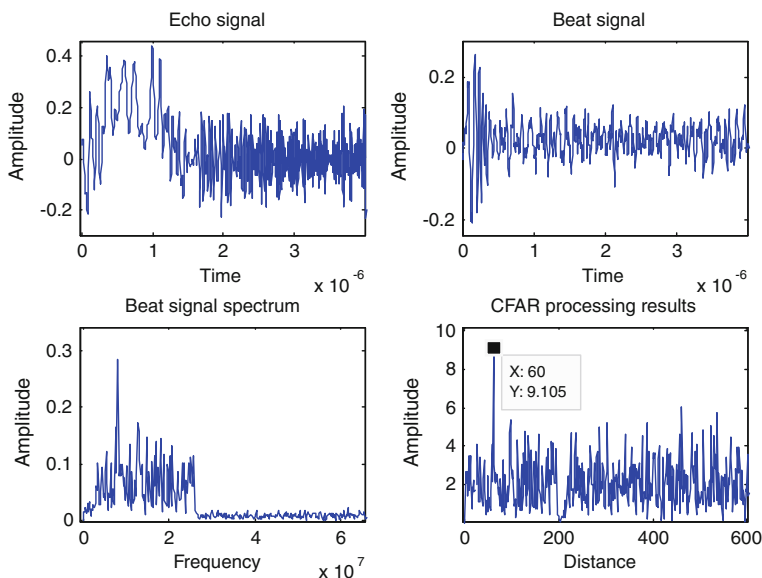 Echo signal
Amplitude
0.4
0.2
0
-0.2
0 1 2 3
Time
x 10^-6
Beat signal
Amplitude
0.2
0
-0.2
0 1 2 3
Time
x 10^-6
Beat signal spectrum
Amplitude
0.3
0.2
0.1
0
0 2 4 6
Frequency
x 10^7
CFAR processing results
Amplitude
10
8
6
4
2
X: 60
Y: 9.105
0 200 400 600
Distance